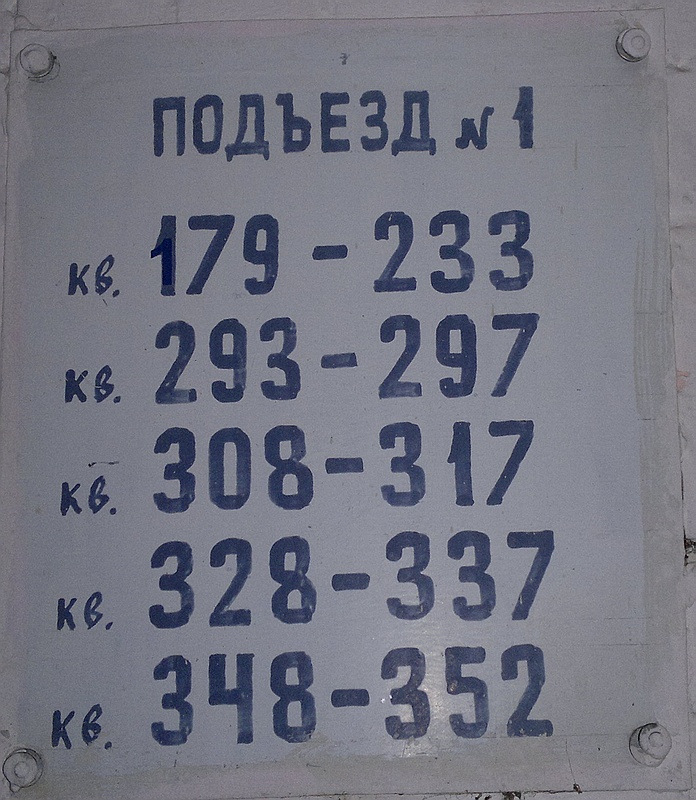 ПОДЪЕЗД № 1
кв. 179 - 233
кв. 293 - 297
кв. 308 - 317
кв. 328 - 337
кв. 348 - 352